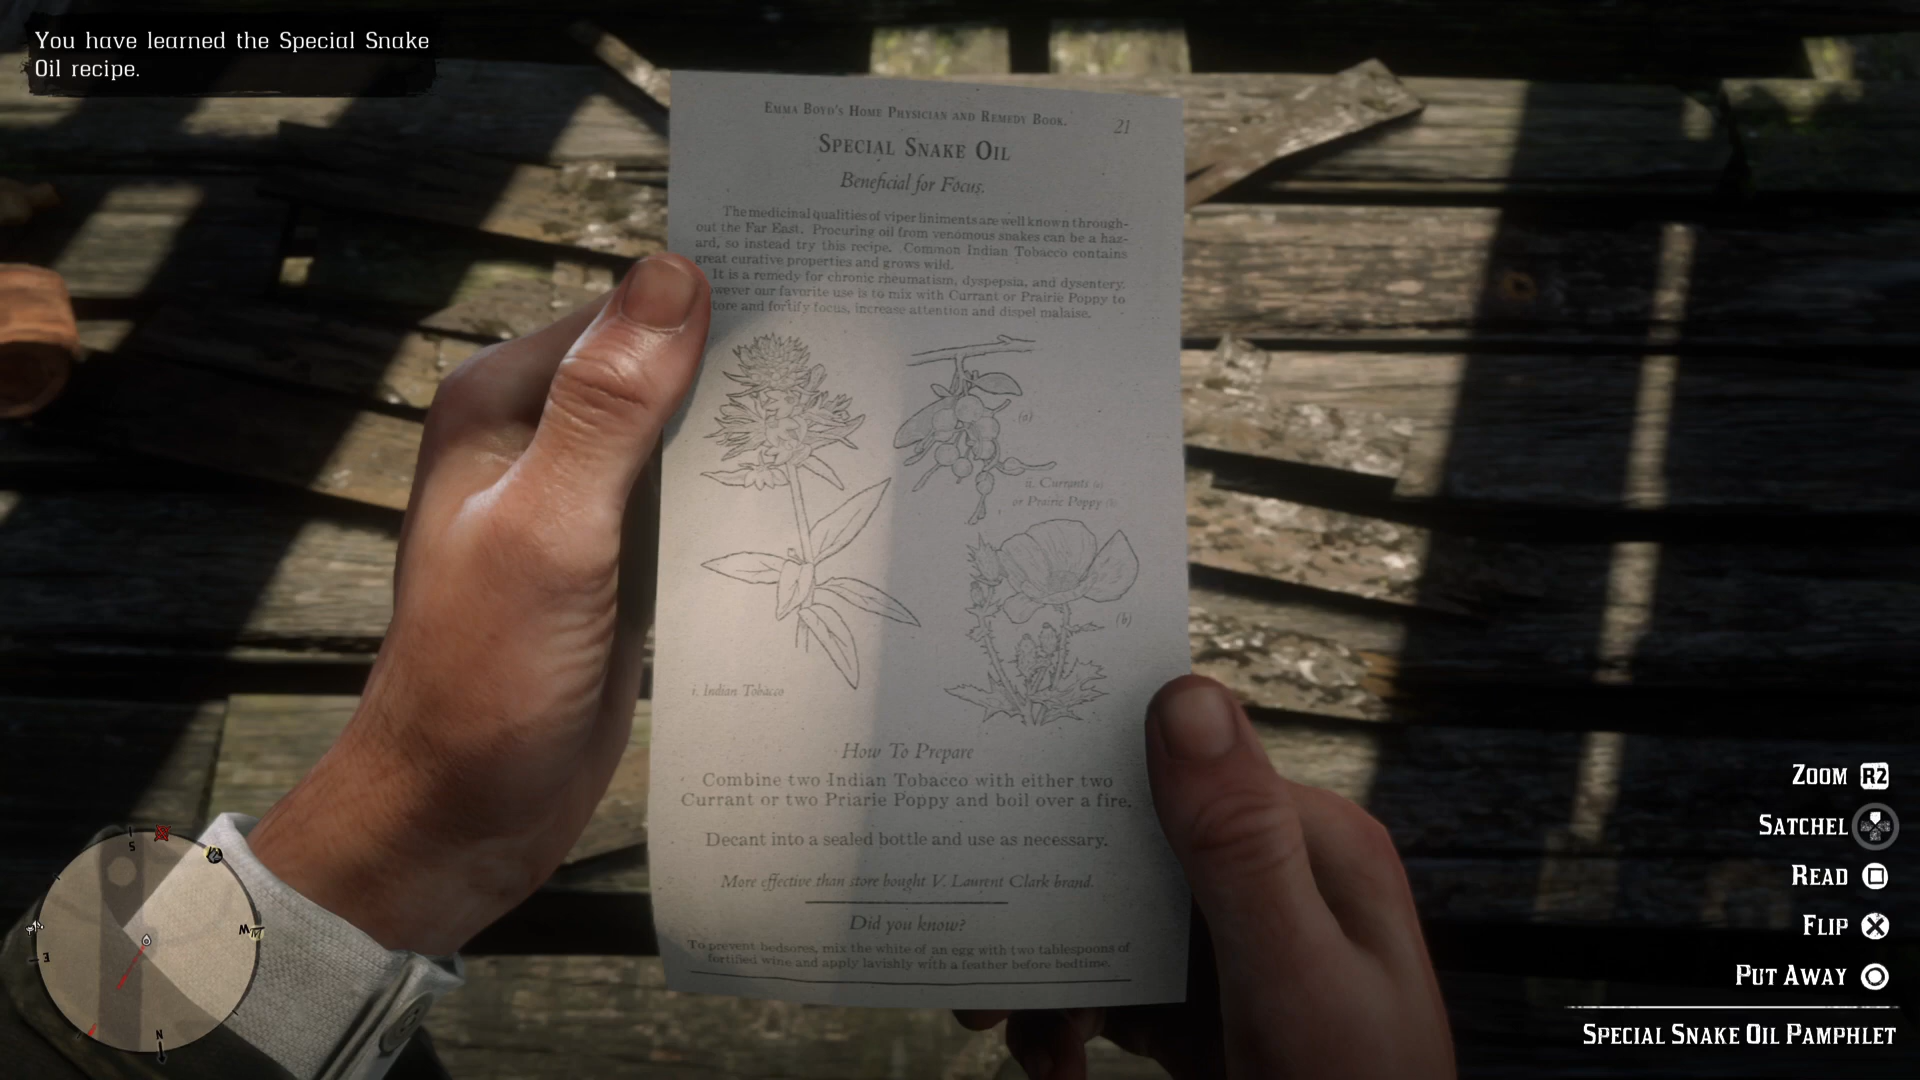 You have learned the Special Snake
Oil recipe.
Emma Boyd's Home Physician and Remedy Book.
21
Special Snake Oil
Beneficial for Focus.
The medicinal qualities of viper liniments are well known through-
out the Far East. Procuring oil from venomous snakes can be a haz-
ard, so instead try this recipe. Common Indian Tobacco contains
great curative properties and grows wild.
It is a remedy for chronic rheumatism, dyspepsia, and dysentery.
wever our favorite use is to mix with Currant or Prairie Poppy to
tore and fortify focus, increase attention and dispel malaise.
(a)
ii. Currants (a)
or Prairie Poppy (b)
(b)
i. Indian Tobacco
How To Prepare
Combine two Indian Tobacco with either two
Currant or two Priarie Poppy and boil over a fire.
Decant into a sealed bottle and use as necessary.
More effective than store bought V. Laurent Clark brand.
Did you know?
To prevent bedsores, mix the white of an egg with two tablespoons of
fortified wine and apply lavishly with a feather before bedtime.
Zoom R2
Satchel
Read
Flip
Put Away
Special Snake Oil Pamphlet
S
W
E
N